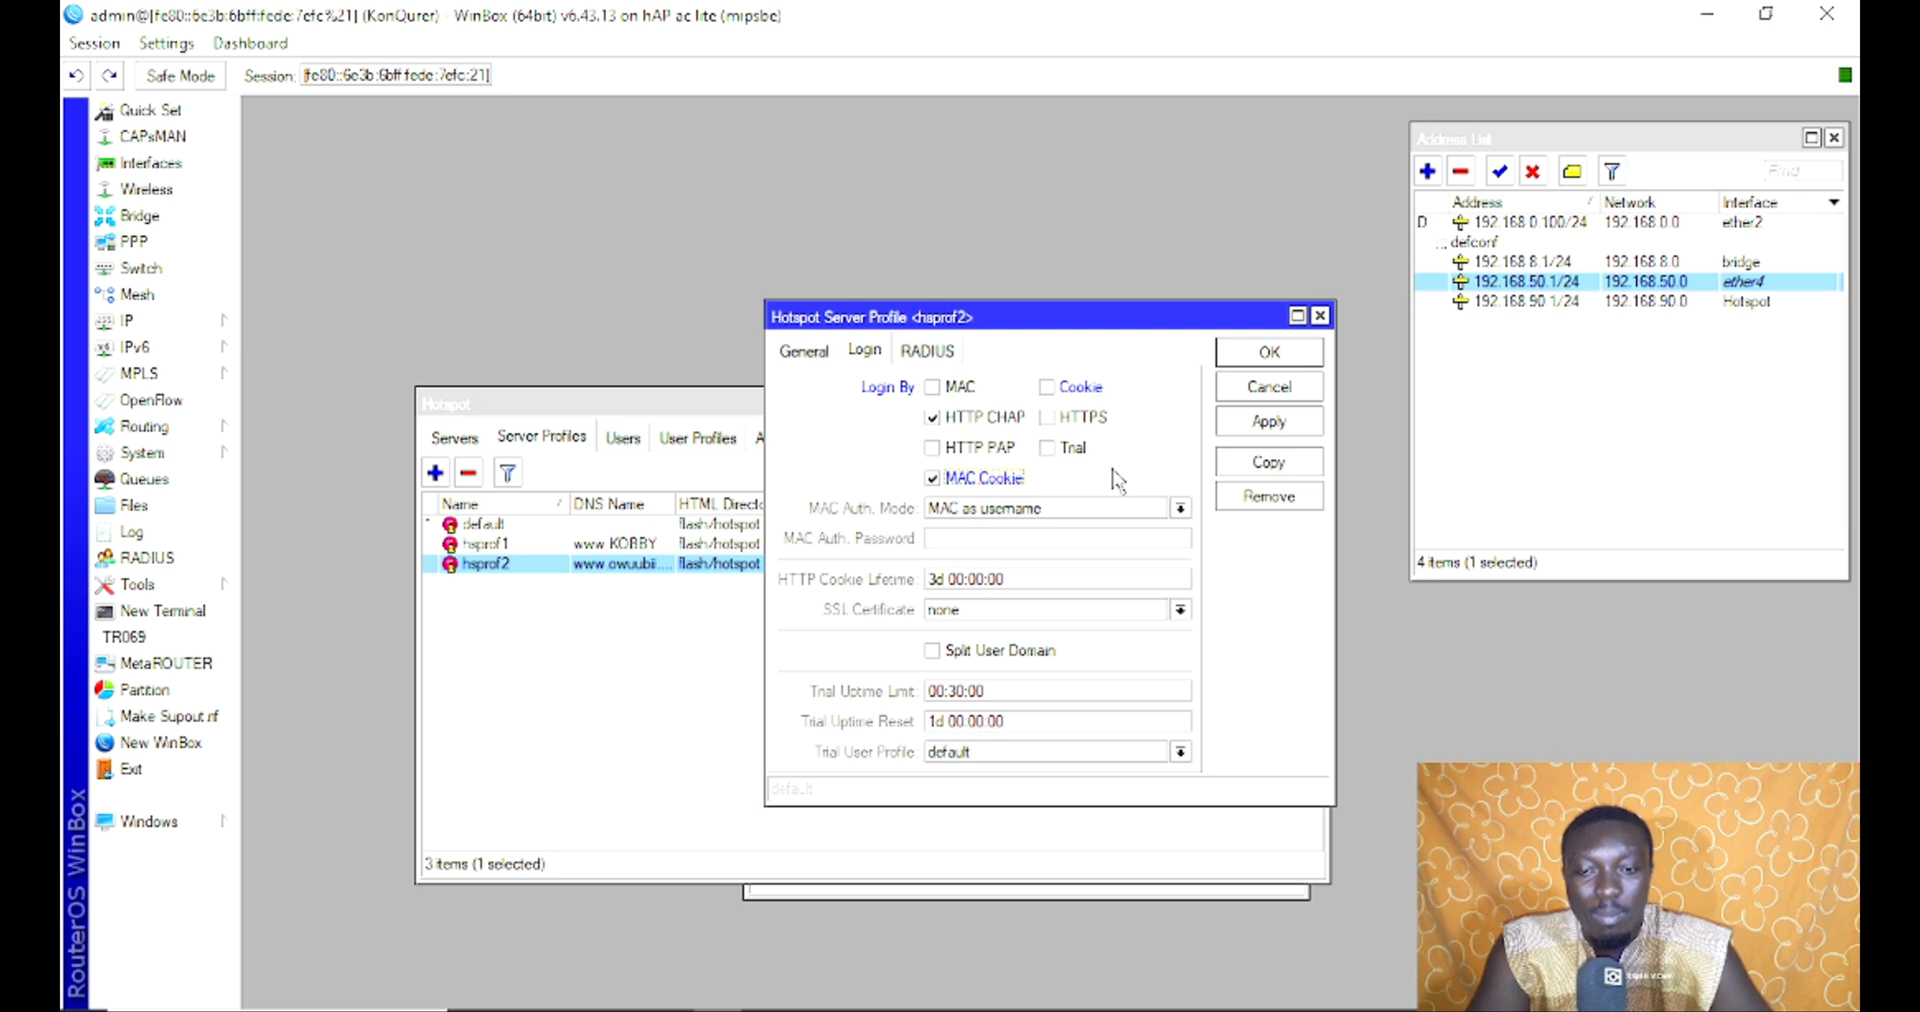 admin@[fe80::6e3b:6bff:fede:7efc%21] (KonQurer) - WinBox (64bit) v6.43.13 on hAP ac lite (mipsbe)
Session Settings Dashboard
Safe Mode Session: [fe80::6e3b:6bff:fede:7efc:21]
Quick Set
CAPsMAN
Interfaces
Wireless
Bridge
PPP
Switch
Mesh
IP
IPv6
MPLS
OpenFlow
Routing
System
Queues
Files
Log
RADIUS
Tools
New Terminal
TR069
MetaROUTER
Partition
Make Supout.rif
New WinBox
Exit
Windows
RouterOS WinBox
Hotspot
Servers Server Profiles Users User Profiles A
Name / DNS Name HTML Directo
* default flash/hotspot
hsprof1 www KOBBY flash/hotspot
hsprof2 www owuubii.... flash/hotspot
3 items (1 selected)
Hotspot Server Profile <hsprof2>
General Login RADIUS
Login By MAC Cookie
HTTP CHAP HTTPS
HTTP PAP Trial
MAC Cookie
MAC Auth. Mode: MAC as username
MAC Auth. Password
HTTP Cookie Lifetime: 3d 00:00:00
SSL Certificate none
Split User Domain
Trial Uptime Limit: 00:30:00
Trial Uptime Reset 1d 00:00:00
Trial User Profile: default
default
OK
Cancel
Apply
Copy
Remove
Address List
Find
Address / Network Interface
D 192.168.0.100/24 192.168.0.0 ether2
... defconf
192.168.8.1/24 192.168.8.0 bridge
192.168.50.1/24 192.168.50.0 ether4
192.168.90.1/24 192.168.90.0 Hotspot
4 items (1 selected)